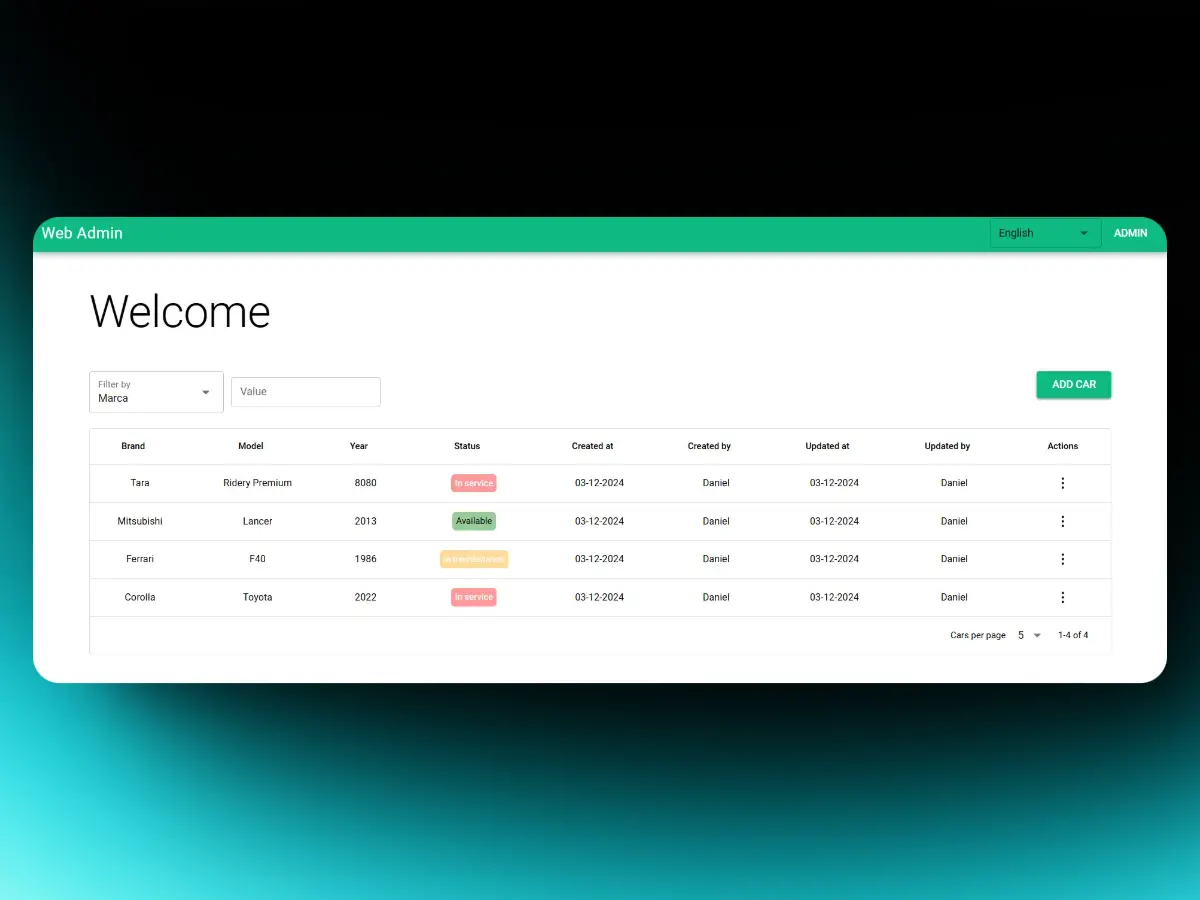 Web Admin English ADMIN
Welcome
Filter by
Marca
Value
ADD CAR
Brand Model Year Status Created at Created by Updated at Updated by Actions
Tara Ridery Premium 8080 In service 03-12-2024 Daniel 03-12-2024 Daniel
Mitsubishi Lancer 2013 Available 03-12-2024 Daniel 03-12-2024 Daniel
Ferrari F40 1986 03-12-2024 Daniel 03-12-2024 Daniel
Corolla Toyota 2022 In service 03-12-2024 Daniel 03-12-2024 Daniel
Cars per page 5 1-4 of 4